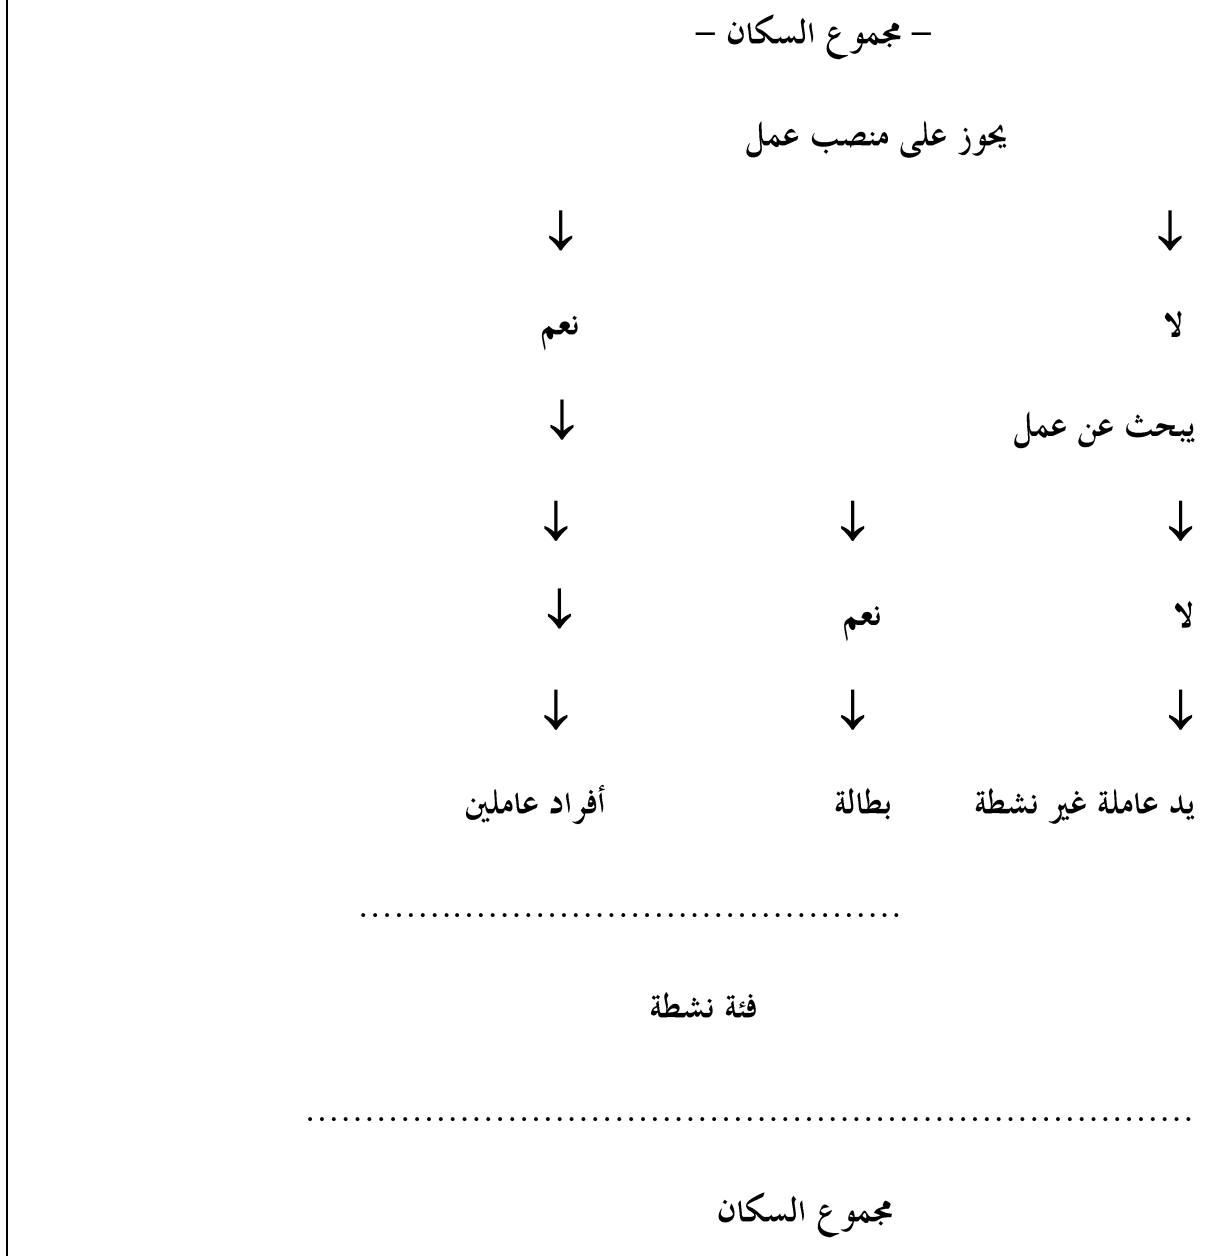 – مجموع السكان –
يحوز على منصب عمل
↓ ↓
لا نعم
يبحث عن عمل ↓
↓ ↓ ↓
لا نعم ↓
↓ ↓ ↓
يد عاملة غير نشطة بطالة أفراد عاملين
..............................................
فئة نشطة
...........................................................................
مجموع السكان